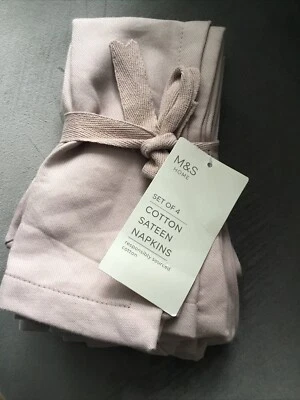 M&S
HOME
SET OF 4
COTTON
SATEEN
NAPKINS
responsibly sourced
cotton